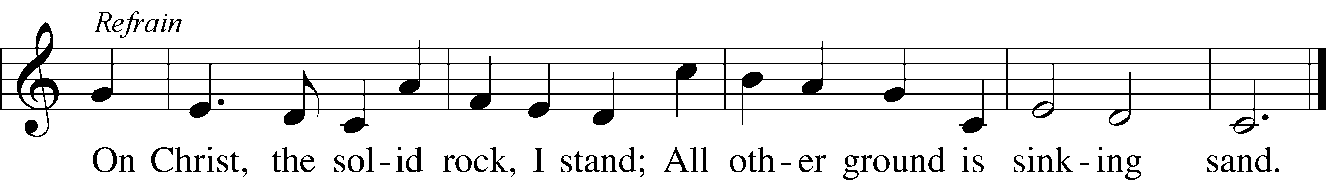 Refrain
On Christ, the sol-id rock, I stand; All oth-er ground is sink-ing sand.